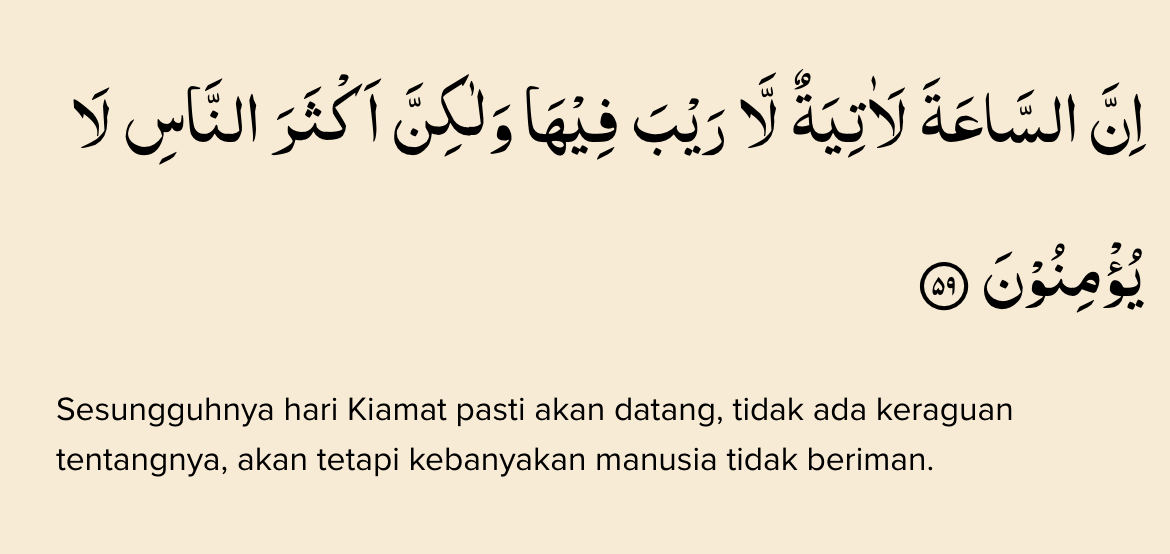 اِنَّ السَّاعَةَ لَاٰتِيَةٌ لَّا رَيْبَ فِيْهَا وَلٰكِنَّ اَكْثَرَ النَّاسِ لَا
يُؤْمِنُوْنَ ۵۹
Sesungguhnya hari Kiamat pasti akan datang, tidak ada keraguan
tentangnya, akan tetapi kebanyakan manusia tidak beriman.